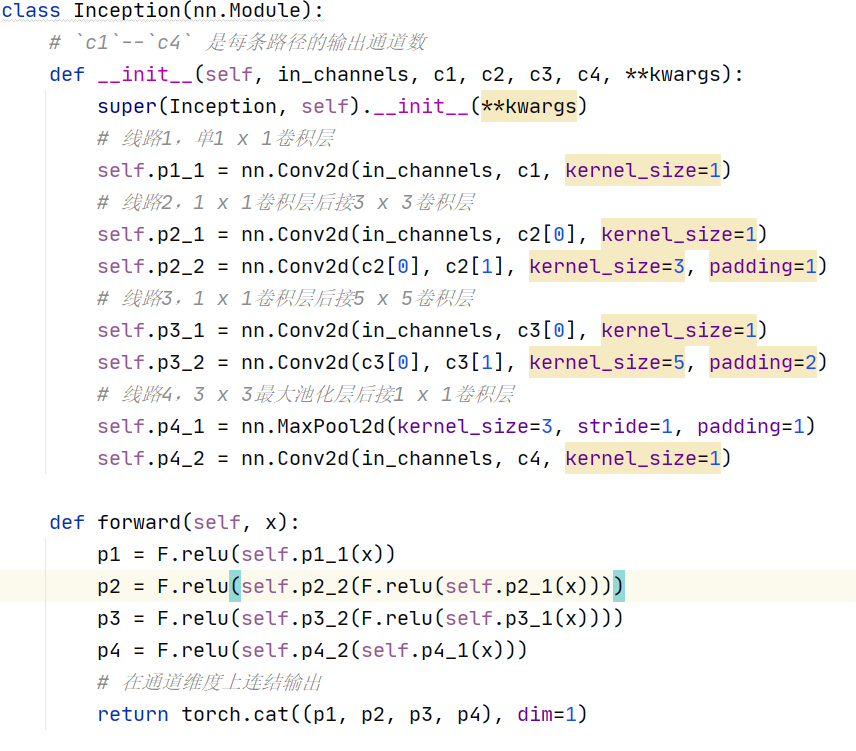 class Inception(nn.Module):
    # `c1`--`c4` 是每条路径的输出通道数
    def __init__(self, in_channels, c1, c2, c3, c4, **kwargs):
        super(Inception, self).__init__(**kwargs)
        # 线路1，单1 x 1卷积层
        self.p1_1 = nn.Conv2d(in_channels, c1, kernel_size=1)
        # 线路2，1 x 1卷积层后接3 x 3卷积层
        self.p2_1 = nn.Conv2d(in_channels, c2[0], kernel_size=1)
        self.p2_2 = nn.Conv2d(c2[0], c2[1], kernel_size=3, padding=1)
        # 线路3，1 x 1卷积层后接5 x 5卷积层
        self.p3_1 = nn.Conv2d(in_channels, c3[0], kernel_size=1)
        self.p3_2 = nn.Conv2d(c3[0], c3[1], kernel_size=5, padding=2)
        # 线路4，3 x 3最大池化层后接1 x 1卷积层
        self.p4_1 = nn.MaxPool2d(kernel_size=3, stride=1, padding=1)
        self.p4_2 = nn.Conv2d(in_channels, c4, kernel_size=1)
    def forward(self, x):
        p1 = F.relu(self.p1_1(x))
        p2 = F.relu(self.p2_2(F.relu(self.p2_1(x))))
        p3 = F.relu(self.p3_2(F.relu(self.p3_1(x))))
        p4 = F.relu(self.p4_2(self.p4_1(x)))
        # 在通道维度上连结输出
        return torch.cat((p1, p2, p3, p4), dim=1)